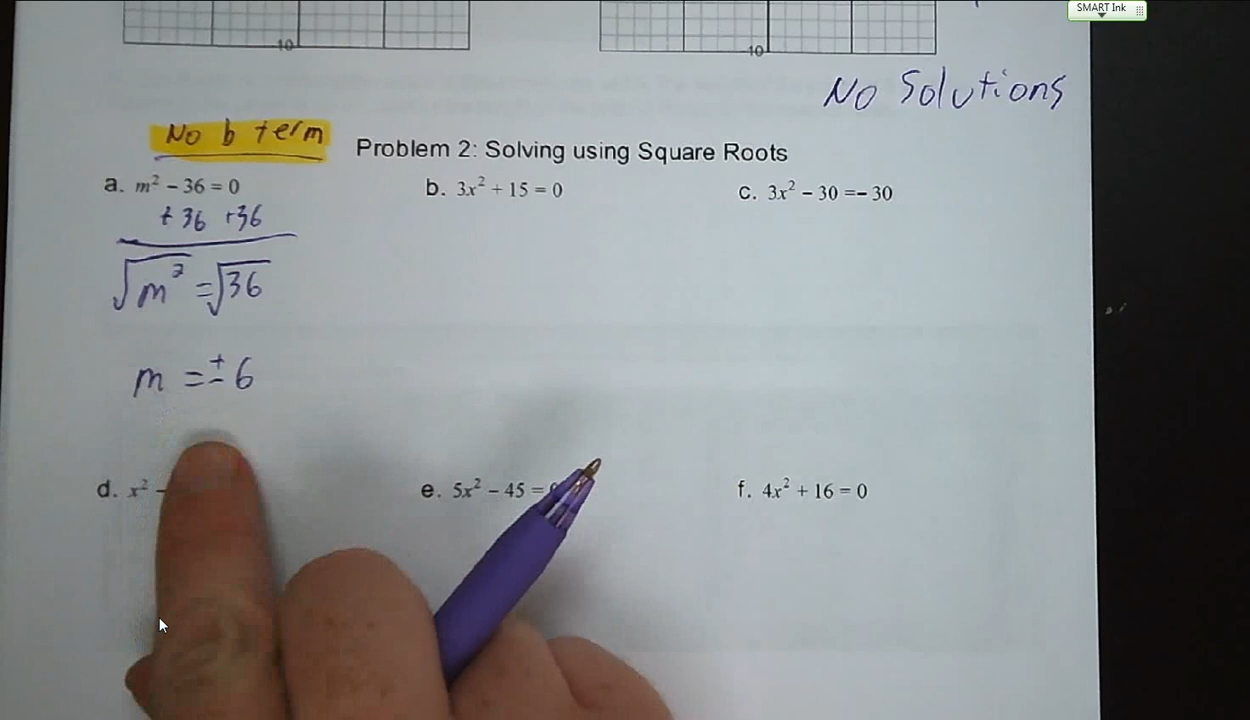 SMART Ink
10
10
No Solutions
No b term
Problem 2: Solving using Square Roots
a. m² – 36 = 0
b. 3x² + 15 = 0
c. 3x² – 30 =– 30
+ 36 +36
√m² = √36
m = ± 6
d. x² –
e. 5x² – 45 =
f. 4x² + 16 = 0